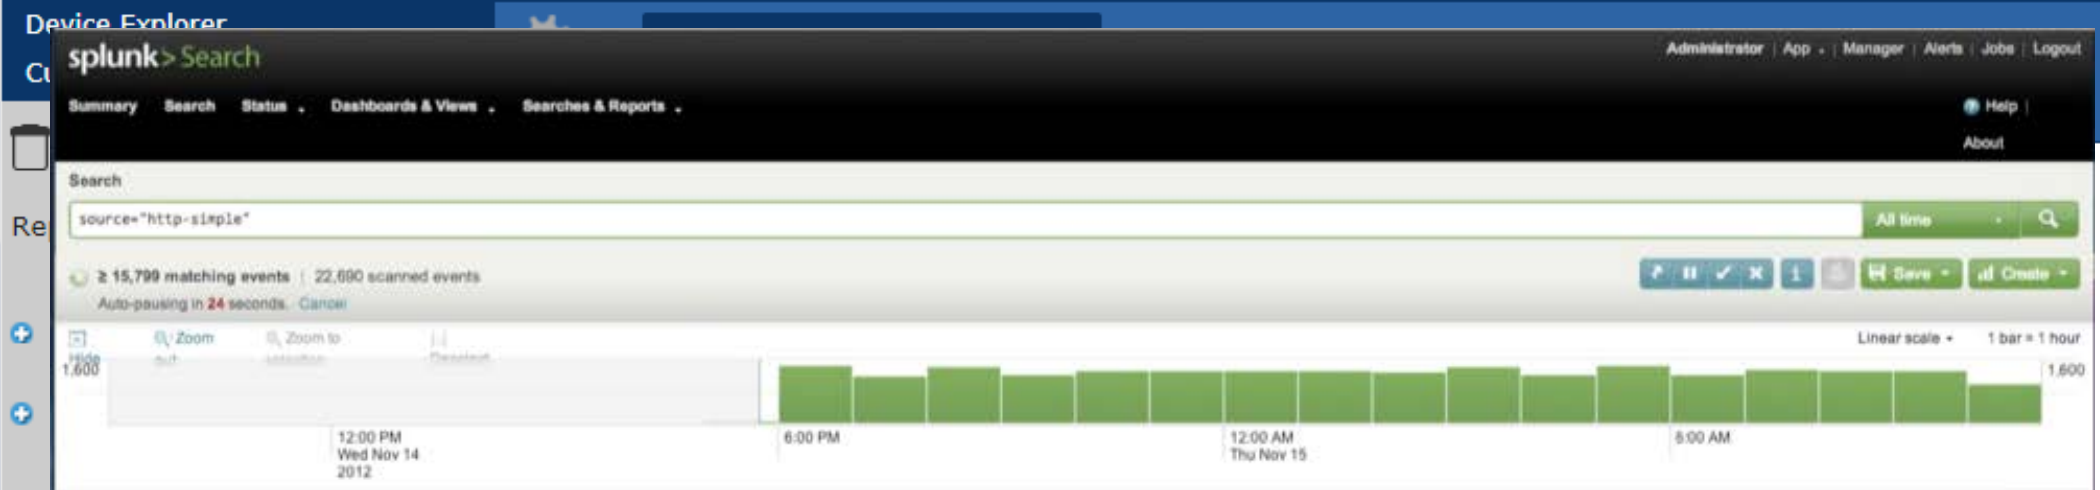 Device Explorer
splunk>Search
Administrator | App | Manager | Alerts | Jobs | Logout
Summary Search Status Dashboards & Views Searches & Reports
Help |
About
Search
source="http-simple"
All time
≥ 15,799 matching events | 22,690 scanned events
Save Create
Auto-pausing in 24 seconds. Cancel
Hide Zoom out Zoom to Deselect
Linear scale 1 bar = 1 hour
1,600
1,600
12:00 PM
Wed Nov 14
2012
6:00 PM
12:00 AM
Thu Nov 15
6:00 AM